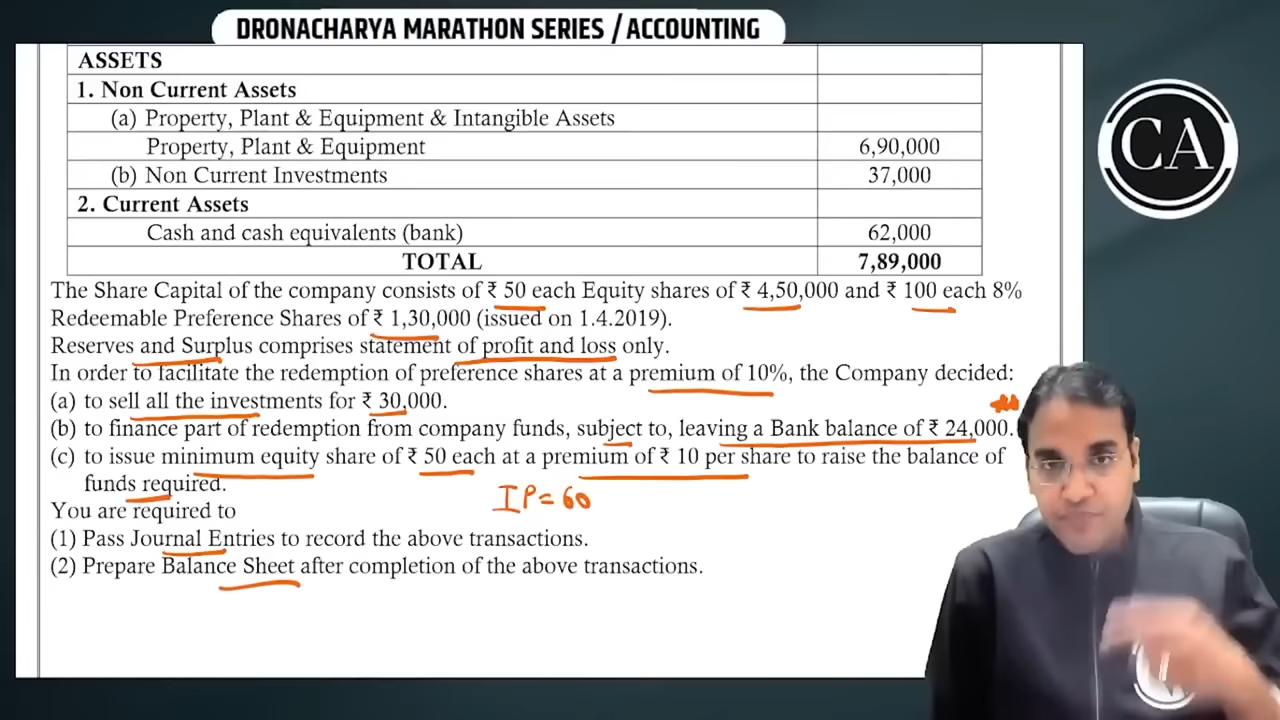 DRONACHARYA MARATHON SERIES / ACCOUNTING
ASSETS
1. Non Current Assets
(a) Property, Plant & Equipment & Intangible Assets
Property, Plant & Equipment 6,90,000
(b) Non Current Investments 37,000
2. Current Assets
Cash and cash equivalents (bank) 62,000
TOTAL 7,89,000
The Share Capital of the company consists of ₹ 50 each Equity shares of ₹ 4,50,000 and ₹ 100 each 8%
Redeemable Preference Shares of ₹ 1,30,000 (issued on 1.4.2019).
Reserves and Surplus comprises statement of profit and loss only.
In order to facilitate the redemption of preference shares at a premium of 10%, the Company decided:
(a) to sell all the investments for ₹ 30,000.
(b) to finance part of redemption from company funds, subject to, leaving a Bank balance of ₹ 24,000.
(c) to issue minimum equity share of ₹ 50 each at a premium of ₹ 10 per share to raise the balance of
funds required.
IP = 60
You are required to
(1) Pass Journal Entries to record the above transactions.
(2) Prepare Balance Sheet after completion of the above transactions.
CA